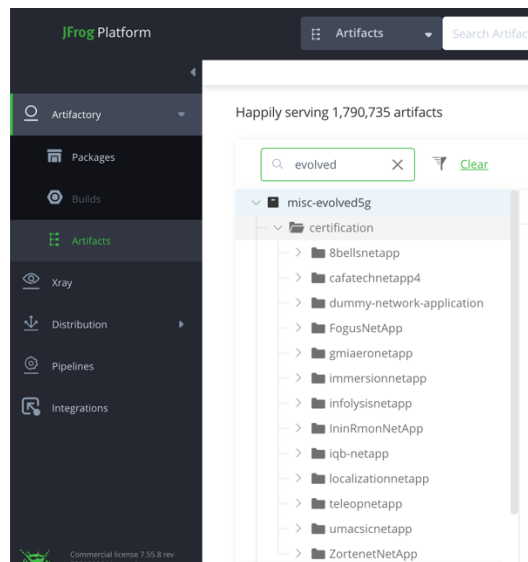 JFrog Platform
Artifacts
Search Artifac
Artifactory
Packages
Builds
Artifacts
Xray
Distribution
Pipelines
Integrations
Commercial license 7.55.8 rev
Happily serving 1,790,735 artifacts
evolved
Clear
misc-evolved5g
certification
8bellsnetapp
cafatechnetapp4
dummy-network-application
FogusNetApp
gmiaeronetapp
immersionnetapp
infolysisnetapp
IninRmonNetApp
iqb-netapp
localizationnetapp
teleopnetapp
umacsicnetapp
ZortenetNetApp